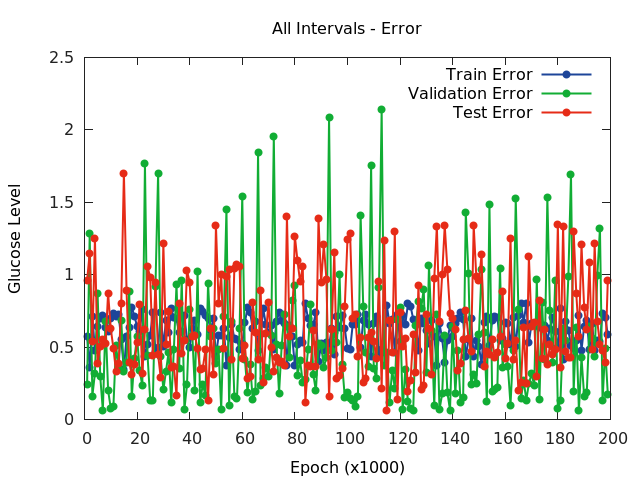 All Intervals - Error
Train Error
Validation Error
Test Error
Glucose Level
2.5
2
1.5
1
0.5
0
0 20 40 60 80 100 120 140 160 180 200
Epoch (x1000)